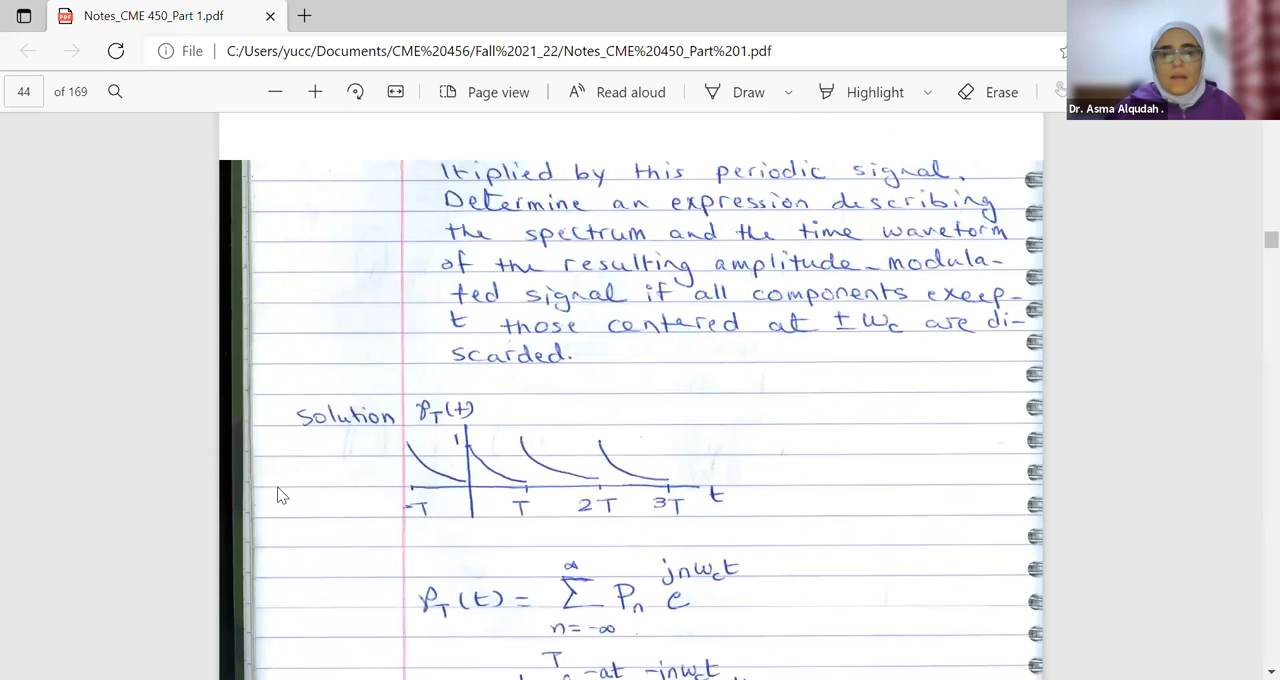 Notes_CME 450_Part 1.pdf
File C:/Users/yucc/Documents/CME%20456/Fall%2021_22/Notes_CME%20450_Part%201.pdf
44 of 169 Page view Read aloud Draw Highlight Erase
Dr. Asma Alqudah .
ltiplied by this periodic signal.
Determine an expression describing
the spectrum and the time waveform
of the resulting amplitude-modula-
ted signal if all components exeep-
t those centered at ±ωc are di-
scarded.
Solution PT(t)
1
-T T 2T 3T t
PT(t) = ∞ Σ n=-∞ Pn e jnωct
T
-at -jnωct